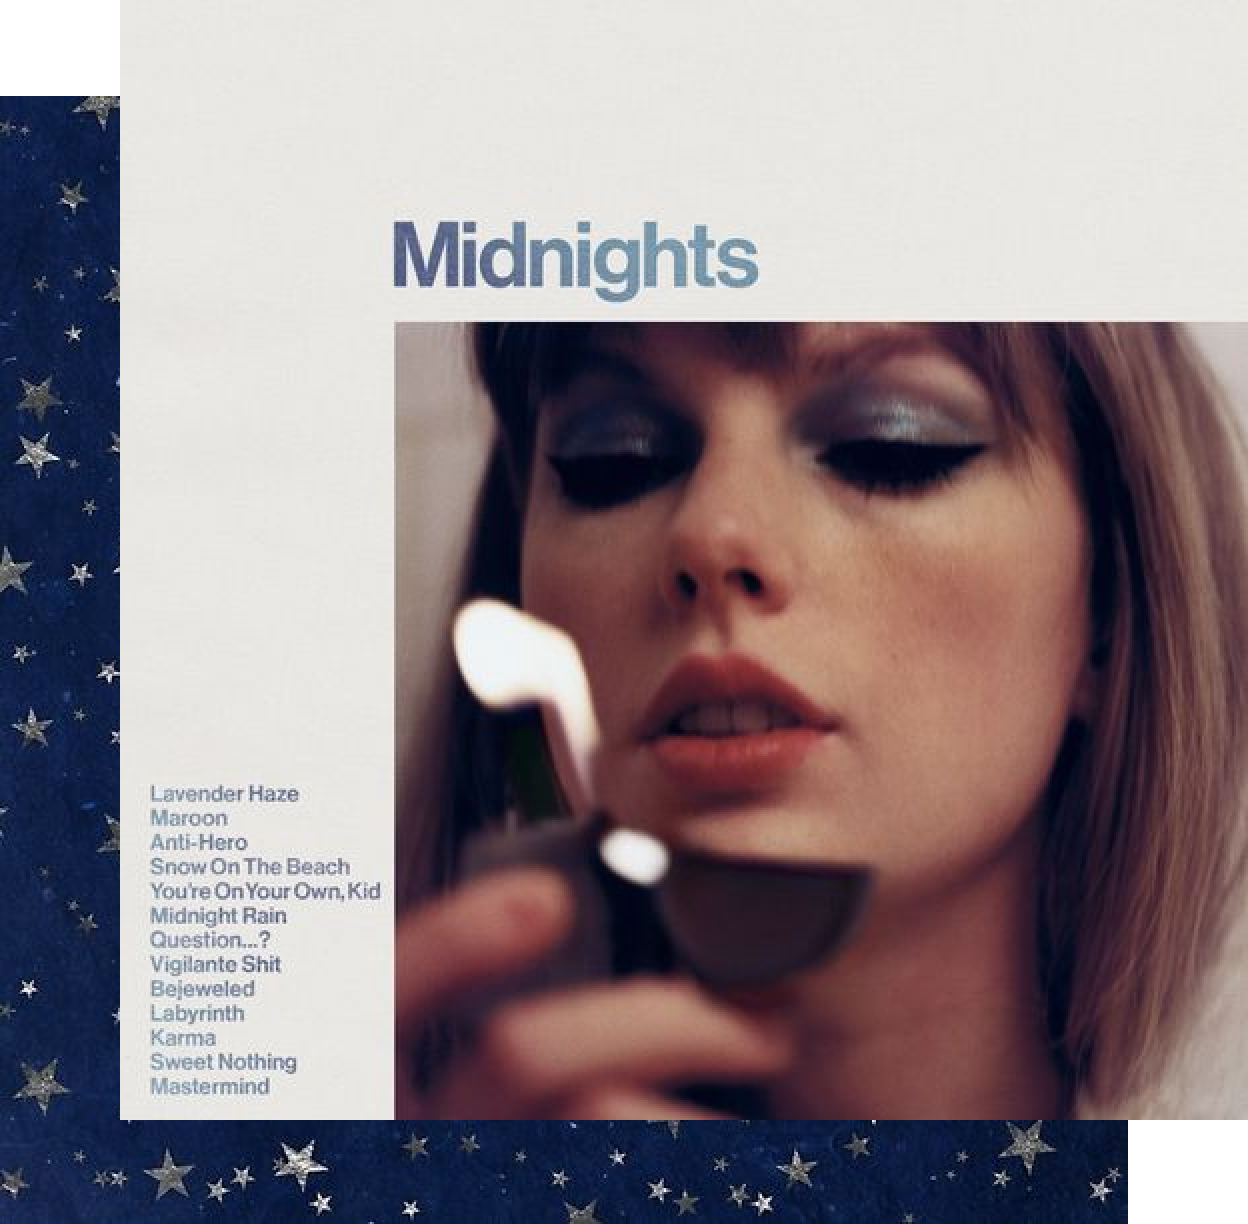 Midnights
Lavender Haze
Maroon
Anti-Hero
Snow On The Beach
You're On Your Own, Kid
Midnight Rain
Question...?
Vigilante Shit
Bejeweled
Labyrinth
Karma
Sweet Nothing
Mastermind